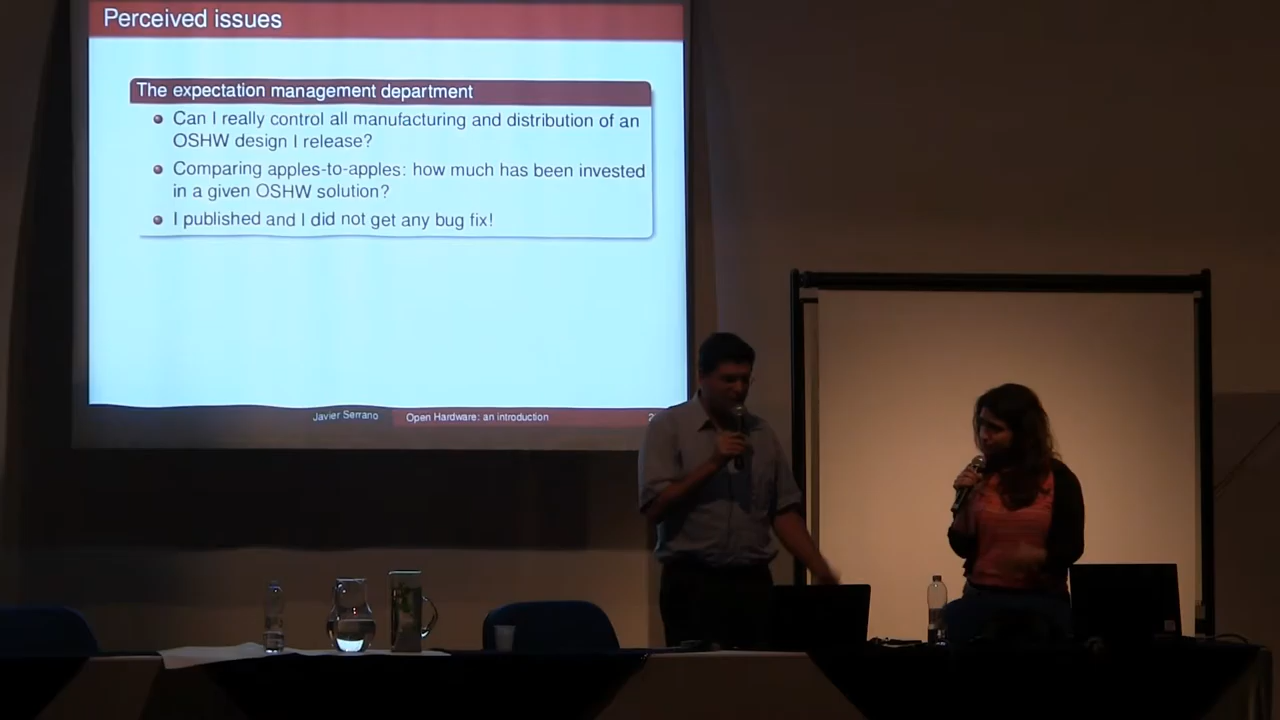 Perceived issues
The expectation management department
Can I really control all manufacturing and distribution of an
OSHW design I release?
Comparing apples-to-apples: how much has been invested
in a given OSHW solution?
I published and I did not get any bug fix!
Javier Serrano
Open Hardware: an introduction